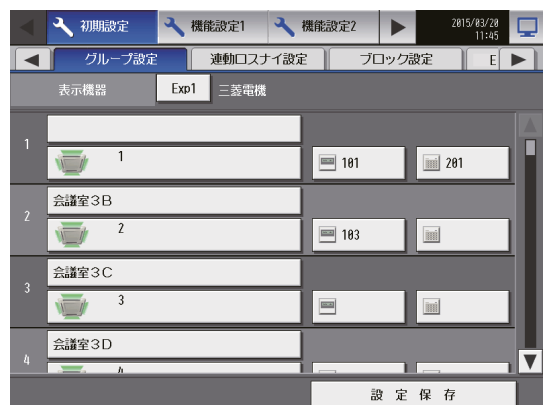 初期設定 機能設定1 機能設定2 2015/03/20
11:45
グループ設定 連動ロスナイ設定 ブロック設定 E
表示機器 Exp1 三菱電機
1
1 101 201
会議室3B
2
2 103
会議室3C
3
3
会議室3D
4
4
設定保存